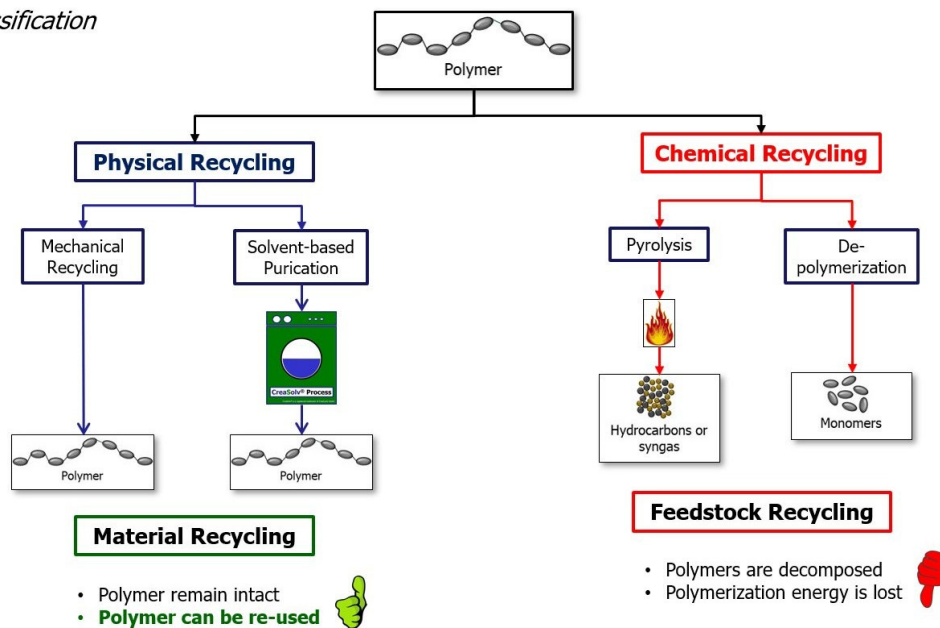 sification
Polymer
Physical Recycling
Chemical Recycling
Mechanical
Recycling
Solvent-based
Purication
Pyrolysis
De-
polymerization
CreaSolv® Process
Hydrocarbons or
syngas
Monomers
Polymer
Polymer
Material Recycling
Feedstock Recycling
• Polymer remain intact
• Polymer can be re-used
• Polymers are decomposed
• Polymerization energy is lost